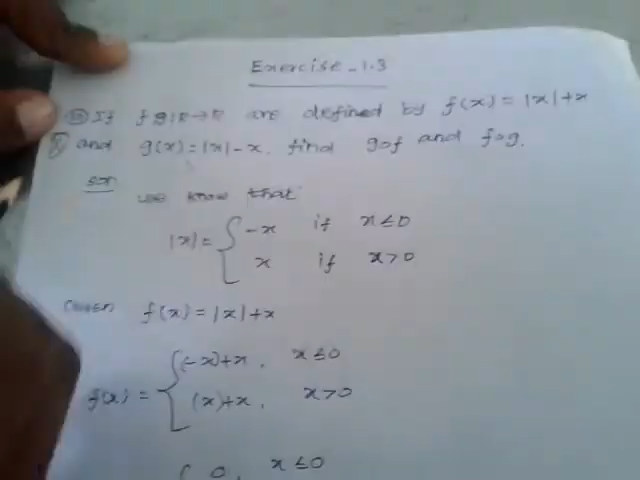 Exercise - 1.3
If f, g: R→R are defined by f(x) = |x|+x
and g(x) = |x| - x, find gof and fog.
Soln
we know that
|x| = { -x if x ≤ 0
x if x > 0
Given f(x) = |x|+x
f(x) = { (-x)+x, x ≤ 0
(x)+x, x > 0
{ 0, x ≤ 0